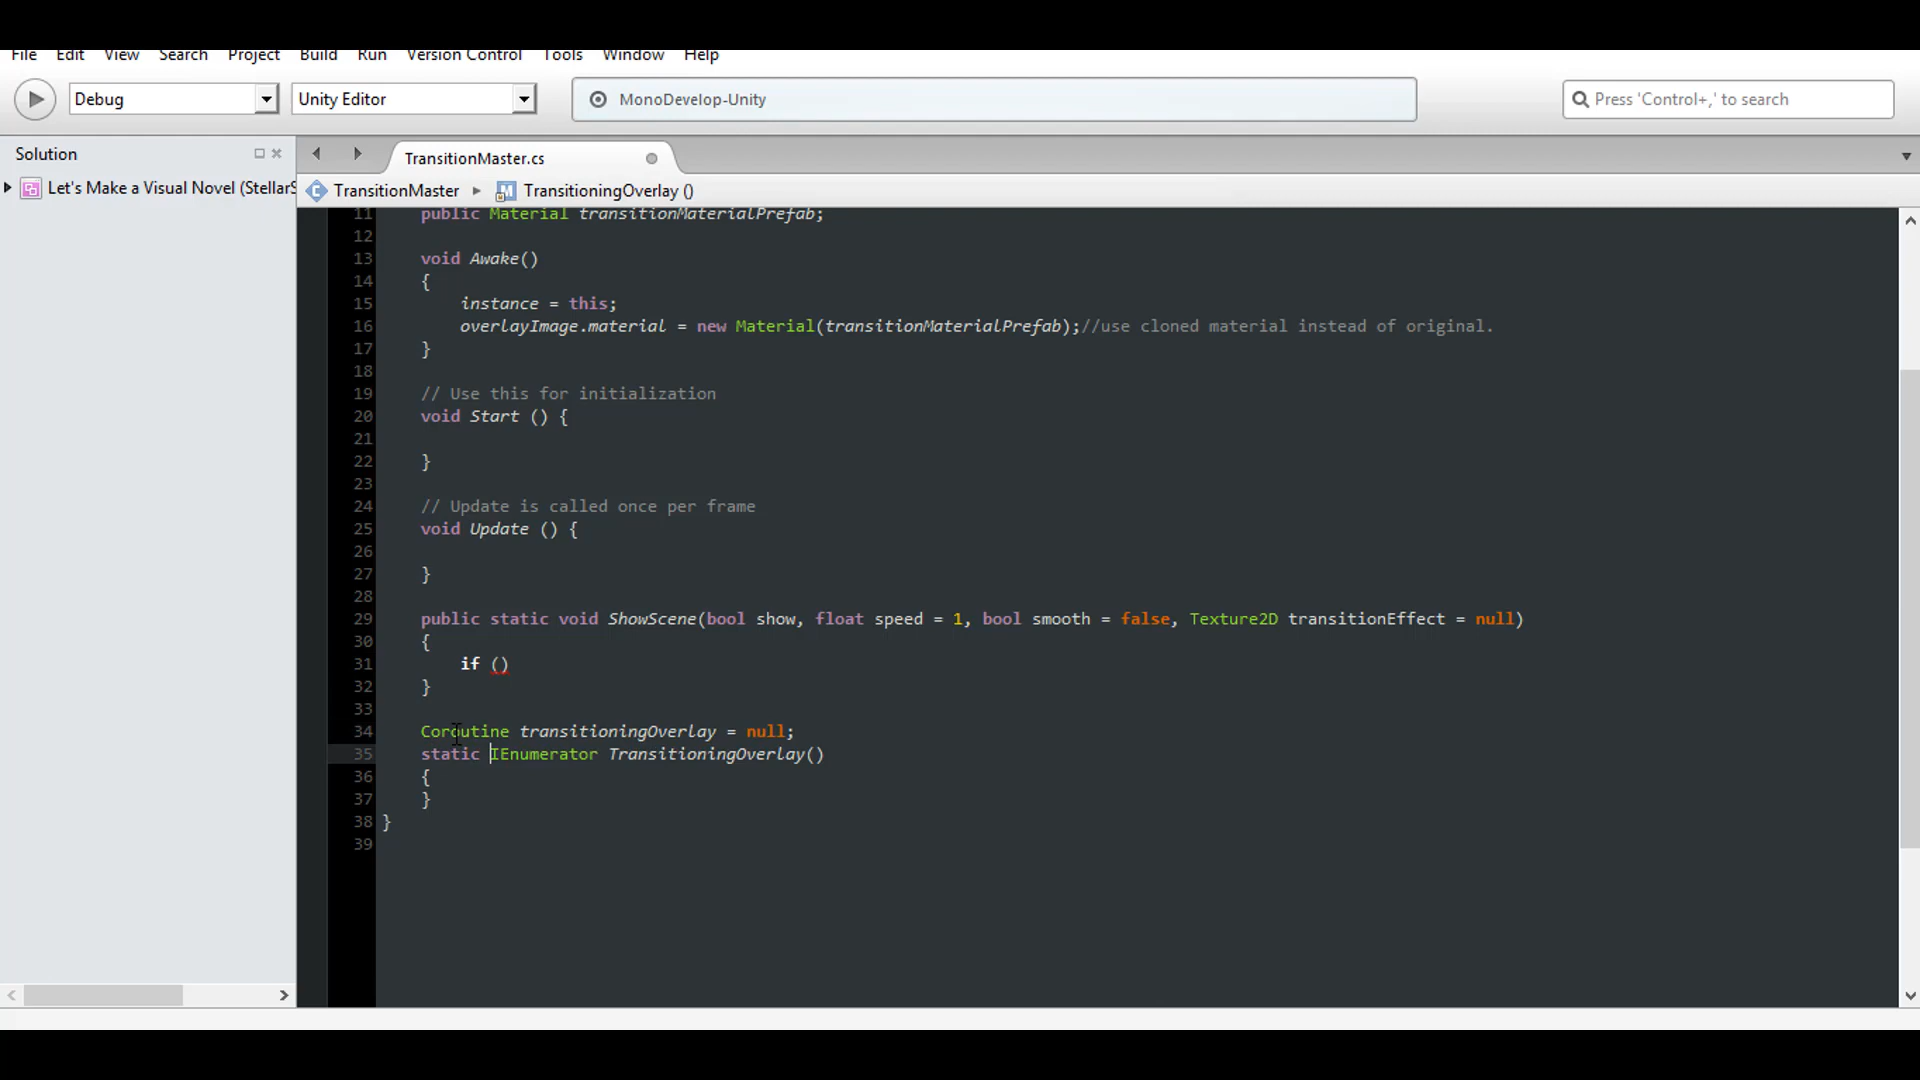 File Edit View Search Project Build Run Version Control Tools Window Help
Debug Unity Editor MonoDevelop-Unity Press 'Control+,' to search
Solution TransitionMaster.cs
Let's Make a Visual Novel (Stellar TransitionMaster TransitioningOverlay ()
11 public Material transitionMaterialPrefab;
12
13 void Awake()
14 {
15 instance = this;
16 overlayImage.material = new Material(transitionMaterialPrefab);//use cloned material instead of original.
17 }
18
19 // Use this for initialization
20 void Start () {
21
22 }
23
24 // Update is called once per frame
25 void Update () {
26
27 }
28
29 public static void ShowScene(bool show, float speed = 1, bool smooth = false, Texture2D transitionEffect = null)
30 {
31 if ()
32 }
33
34 Coroutine transitioningOverlay = null;
35 static IEnumerator TransitioningOverlay()
36 {
37 }
38 }
39